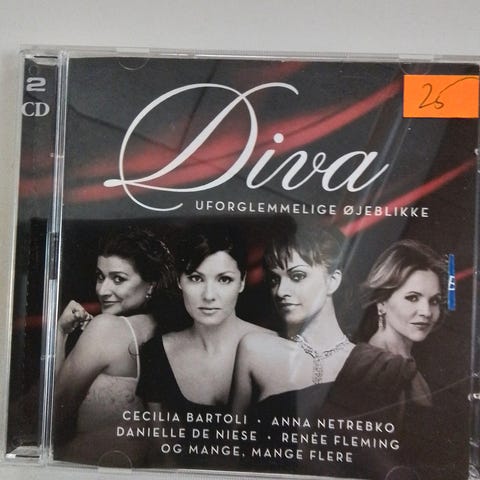 2
CD
25
Diva
UFORGLEMMELIGE ØJEBLIKKE
CECILIA BARTOLI · ANNA NETREBKO
DANIELLE DE NIESE · RENÉE FLEMING
OG MANGE, MANGE FLERE